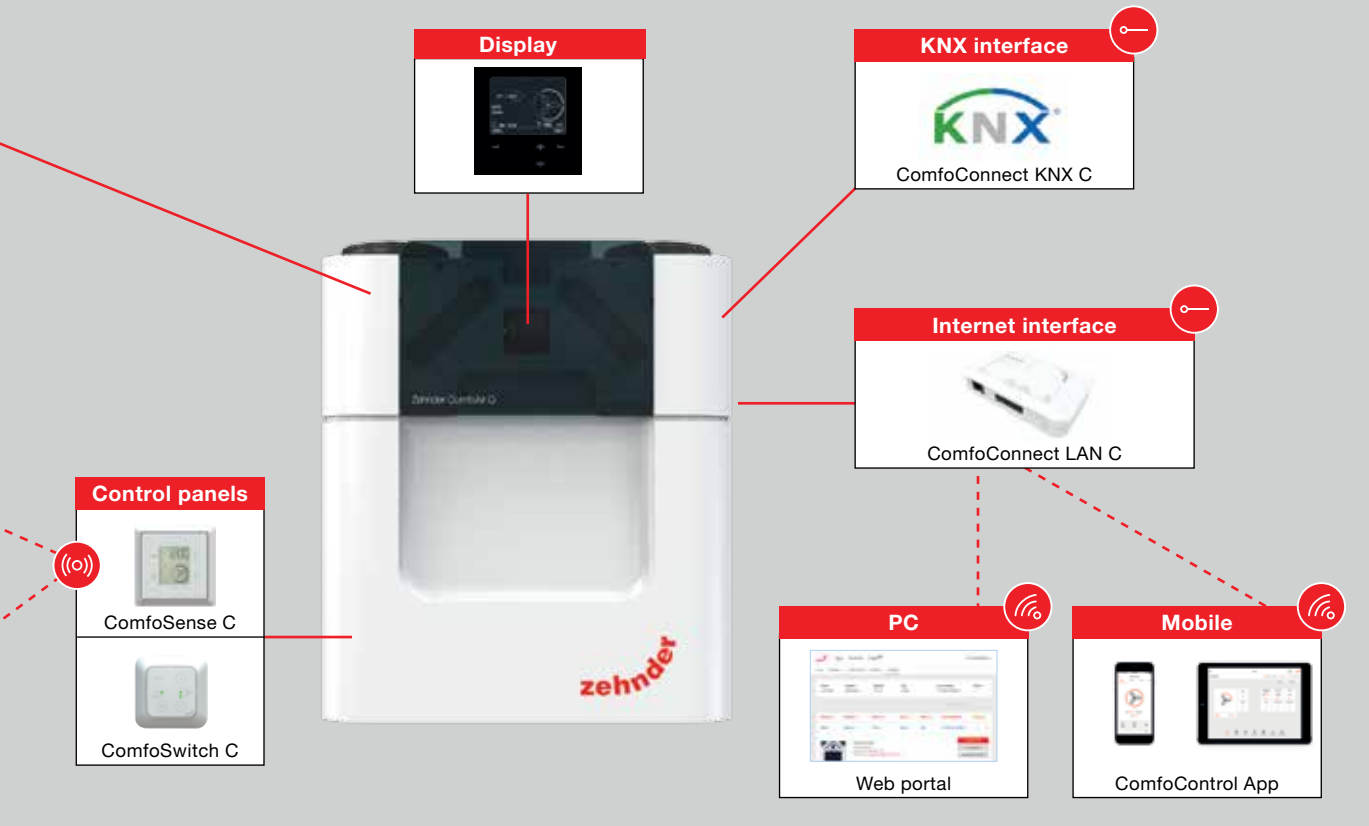 Display
KNX interface
KNX
ComfoConnect KNX C
Internet interface
ComfoConnect LAN C
Zehnder ComfoAir Q
Control panels
ComfoSense C
ComfoSwitch C
zehnder
PC
Web portal
Mobile
ComfoControl App